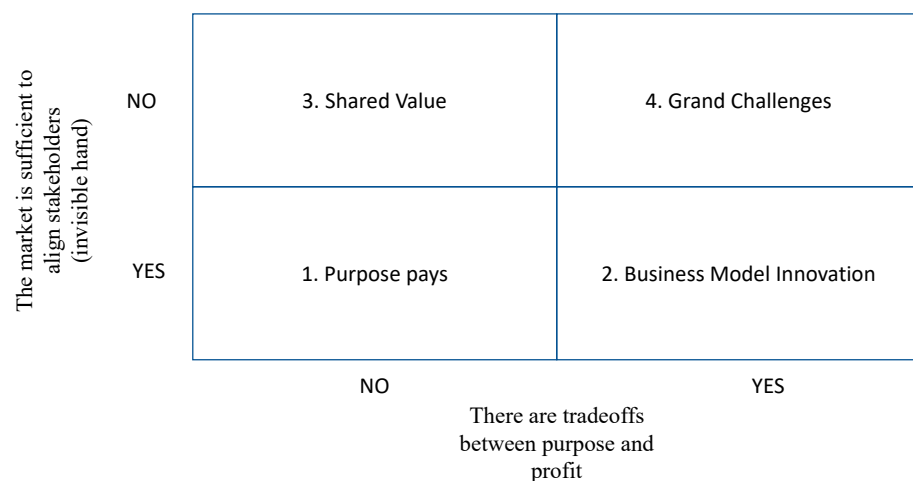 The market is sufficient to
align stakeholders
(invisible hand)
NO
3. Shared Value
4. Grand Challenges
YES
1. Purpose pays
2. Business Model Innovation
NO
YES
There are tradeoffs
between purpose and
profit